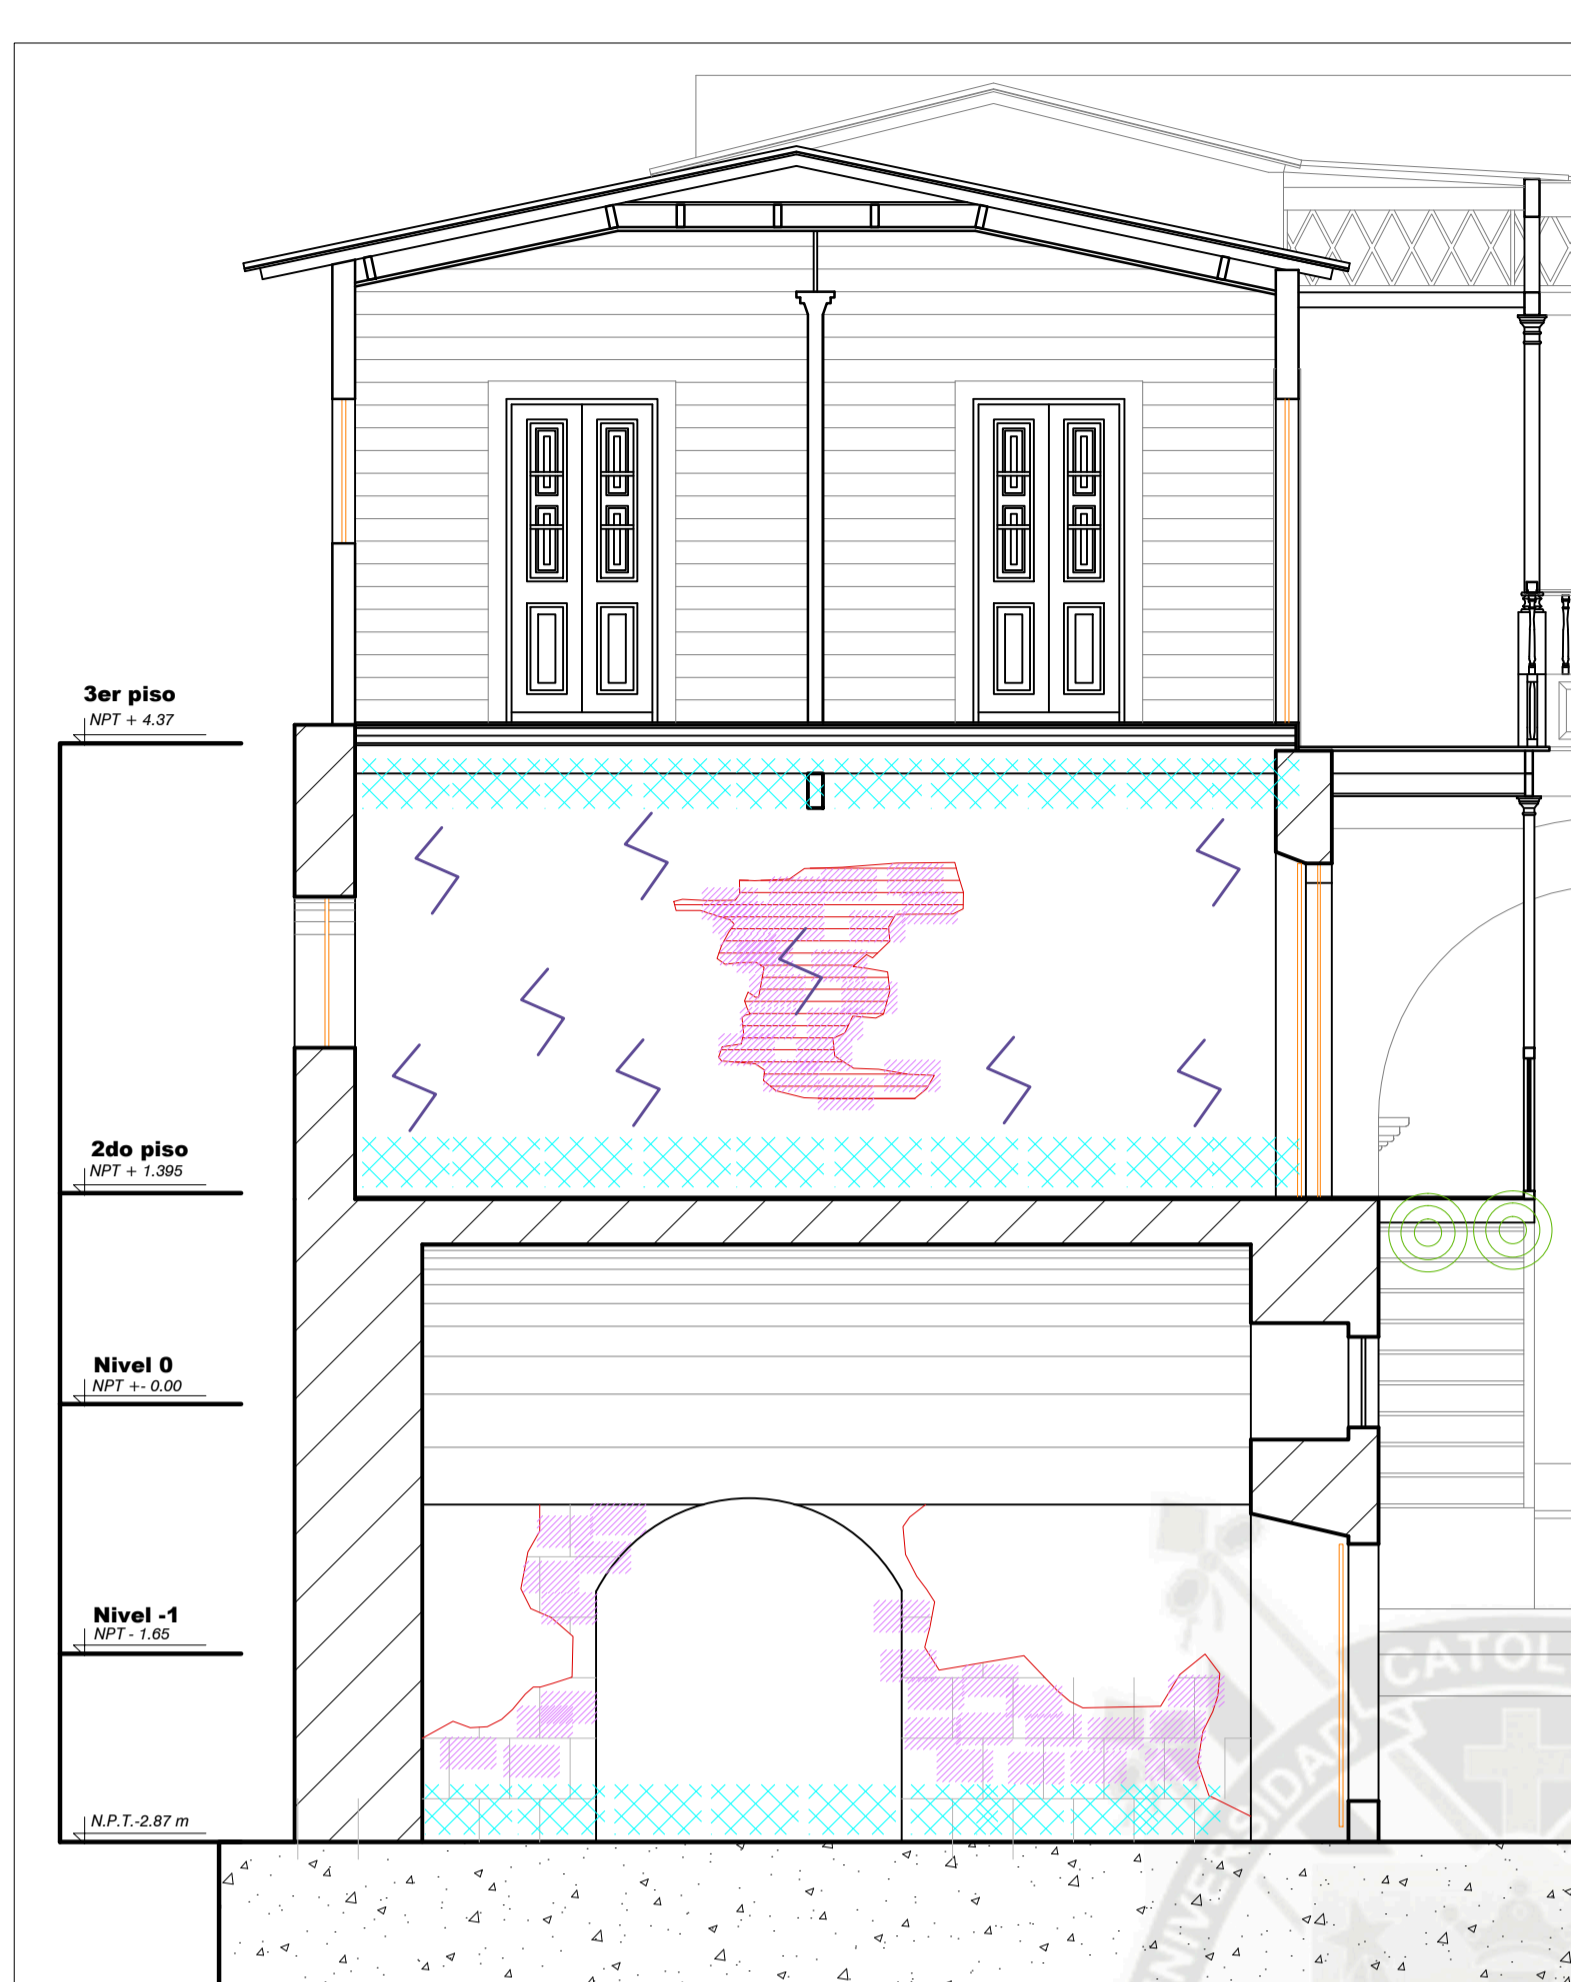 3er piso
NPT + 4.37
2do piso
NPT + 1.395
Nivel 0
NPT +- 0.00
Nivel -1
NPT - 1.65
N.P.T.-2.87 m
CATOL
UNIVERSIDAD